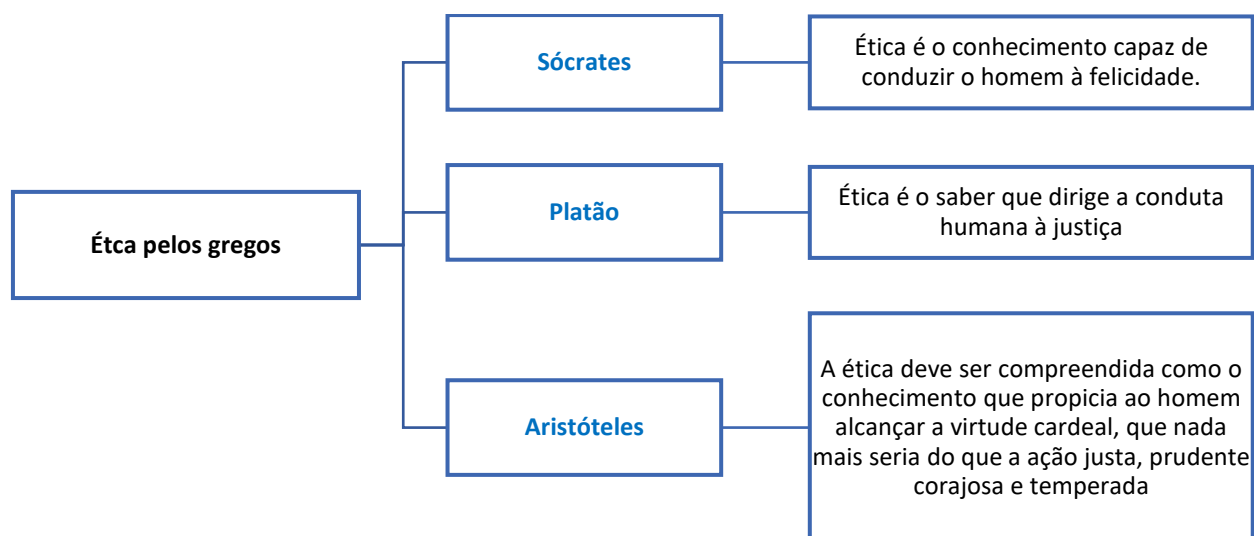 Étca pelos gregos
Sócrates
Ética é o conhecimento capaz de
conduzir o homem à felicidade.
Platão
Ética é o saber que dirige a conduta
humana à justiça
Aristóteles
A ética deve ser compreendida como o
conhecimento que propicia ao homem
alcançar a virtude cardeal, que nada
mais seria do que a ação justa, prudente
corajosa e temperada